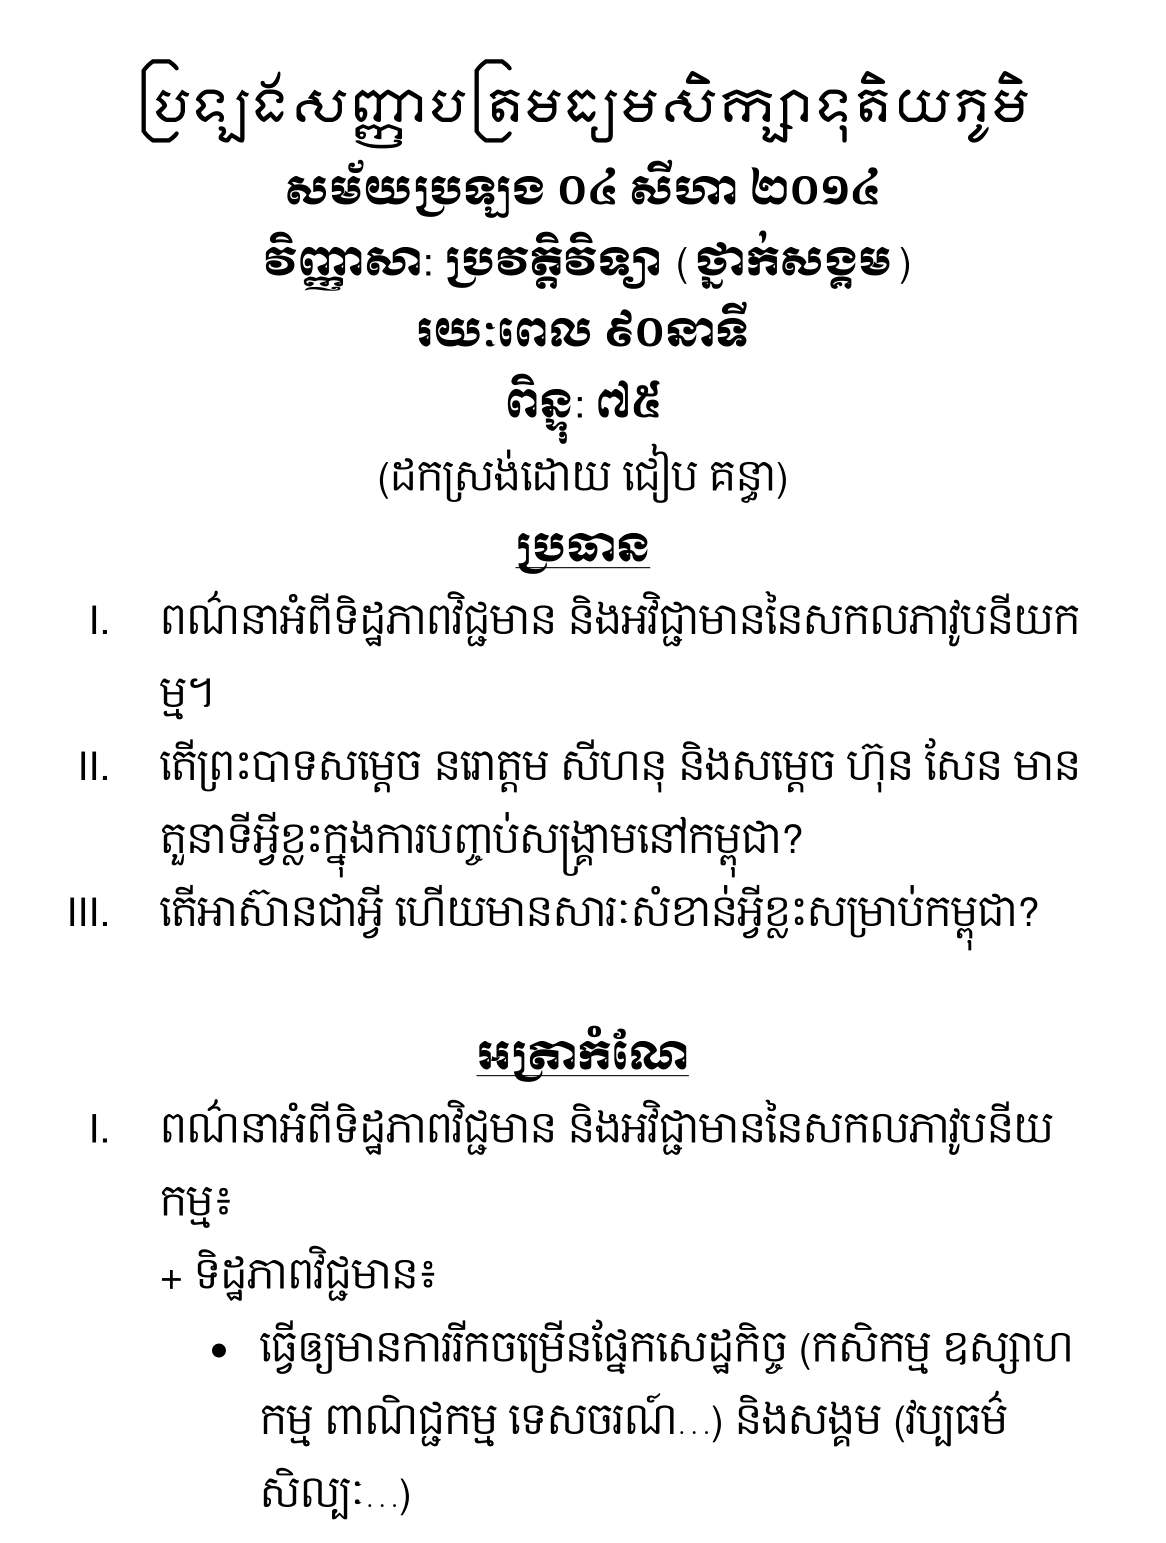 ប្រឡងសញ្ញាបត្រមធ្យមសិក្សាទុតិយភូមិ
សម័យប្រឡង ០៤ សីហា ២០១៤
វិញ្ញាសា: ប្រវត្តិវិទ្យា (ថ្នាក់សង្គម)
រយៈពេល ៩០នាទី
ពិន្ទុ: ៧៥
(ដកស្រង់ដោយ ជៀប គន្ធា)
ប្រធាន
I. ពណ៌នាអំពីទិដ្ឋភាពវិជ្ជមាន និងអវិជ្ជាមាននៃសកលភាវូបនីយក
ម្ម។
II. តើព្រះបាទសម្តេច នរោត្តម សីហនុ និងសម្តេច ហ៊ុន សែន មាន
តួនាទីអ្វីខ្លះក្នុងការបញ្ចប់សង្គ្រាមនៅកម្ពុជា?
III. តើអាស៊ានជាអ្វី ហើយមានសារៈសំខាន់អ្វីខ្លះសម្រាប់កម្ពុជា?
អត្រាកំណែ
I. ពណ៌នាអំពីទិដ្ឋភាពវិជ្ជមាន និងអវិជ្ជាមាននៃសកលភាវូបនីយ
កម្ម៖
+ ទិដ្ឋភាពវិជ្ជមាន៖
• ធ្វើឲ្យមានការរីកចម្រើនផ្នែកសេដ្ឋកិច្ច (កសិកម្ម ឧស្សាហ
កម្ម ពាណិជ្ជកម្ម ទេសចរណ៍…) និងសង្គម (វប្បធម៌
សិល្បៈ…)